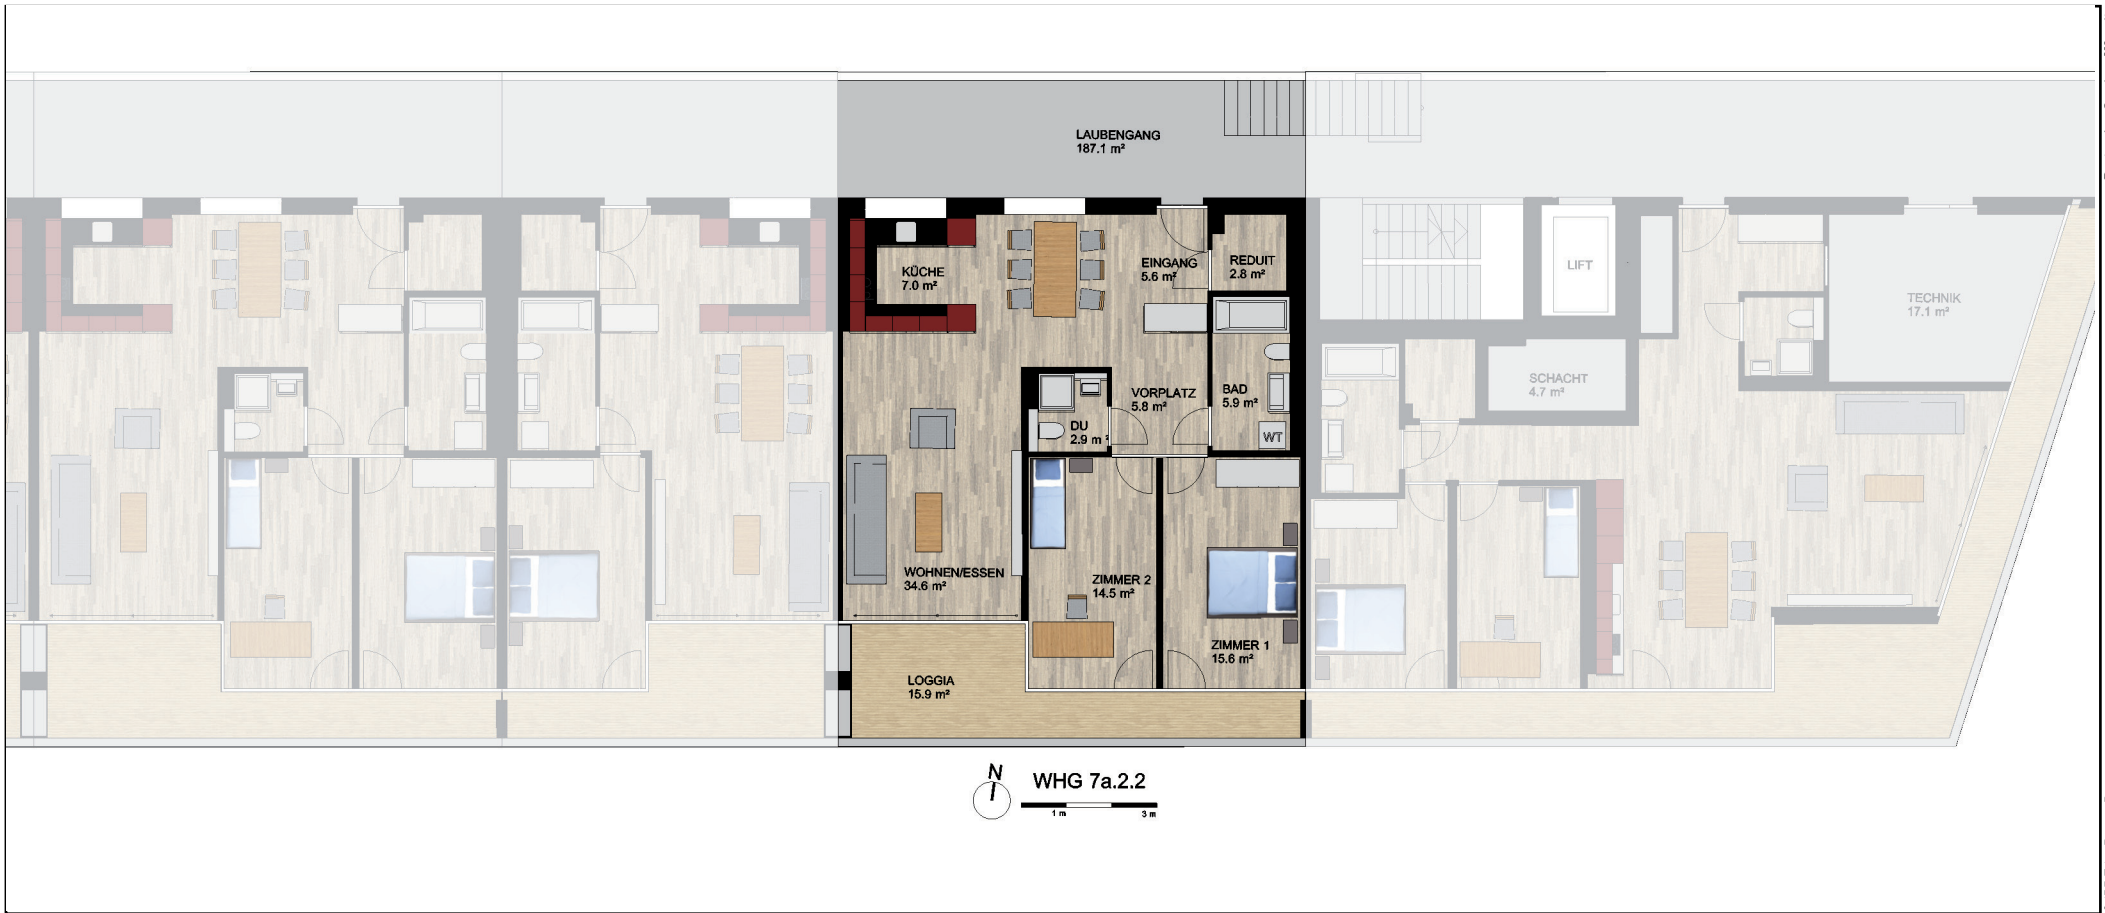 LAUBENGANG
187.1 m²
KÜCHE
7.0 m²
EINGANG
5.6 m²
REDUIT
2.8 m²
LIFT
TECHNIK
17.1 m²
SCHACHT
4.7 m²
VORPLATZ
5.8 m²
BAD
5.9 m²
DU
2.9 m²
WT
WOHNEN/ESSEN
34.6 m²
ZIMMER 2
14.5 m²
ZIMMER 1
15.6 m²
LOGGIA
15.9 m²
N
WHG 7a.2.2
1 m
3 m